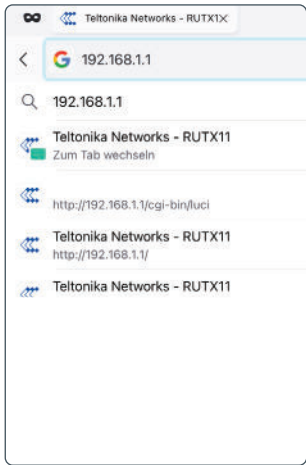 Teltonika Networks - RUTX1
192.168.1.1
192.168.1.1
Teltonika Networks - RUTX11
Zum Tab wechseln
http://192.168.1.1/cgi-bin/luci
Teltonika Networks - RUTX11
http://192.168.1.1/
Teltonika Networks - RUTX11